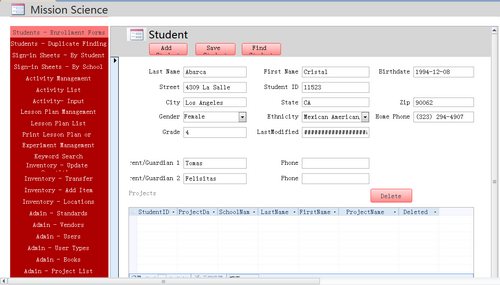 Mission Science
Students - Enrollment Forms
Students - Duplicate Finding
Sign-in Sheets - By Student
Sign-in Sheets - By School
Activity Management
Activity List
Activity- Input
Lesson Plan Management
Lesson Plan List
Print Lesson Plan or
Experiment Management
Keyword Search
Inventory - Update
Inventory - Transfer
Inventory - Add Item
Inventory - Locations
Admin - Standards
Admin - Vendors
Admin - Users
Admin - User Types
Admin - Books
Admin - Project List
Student
Add Save Find
Last Name Abarca First Name Cristal Birthdate 1994-12-08
Street 4309 La Salle Student ID 11523
City Los Angeles State CA Zip 90062
Gender Female Ethnicity Mexican American, Home Phone (323) 294-4907
Grade 4 LastModified
rent/Guardian 1 Tomas Phone
rent/Guardian 2 Felisitas Phone
Projects Delete
StudentID ProjectDa SchoolNam LastName FirstName ProjectName Deleted